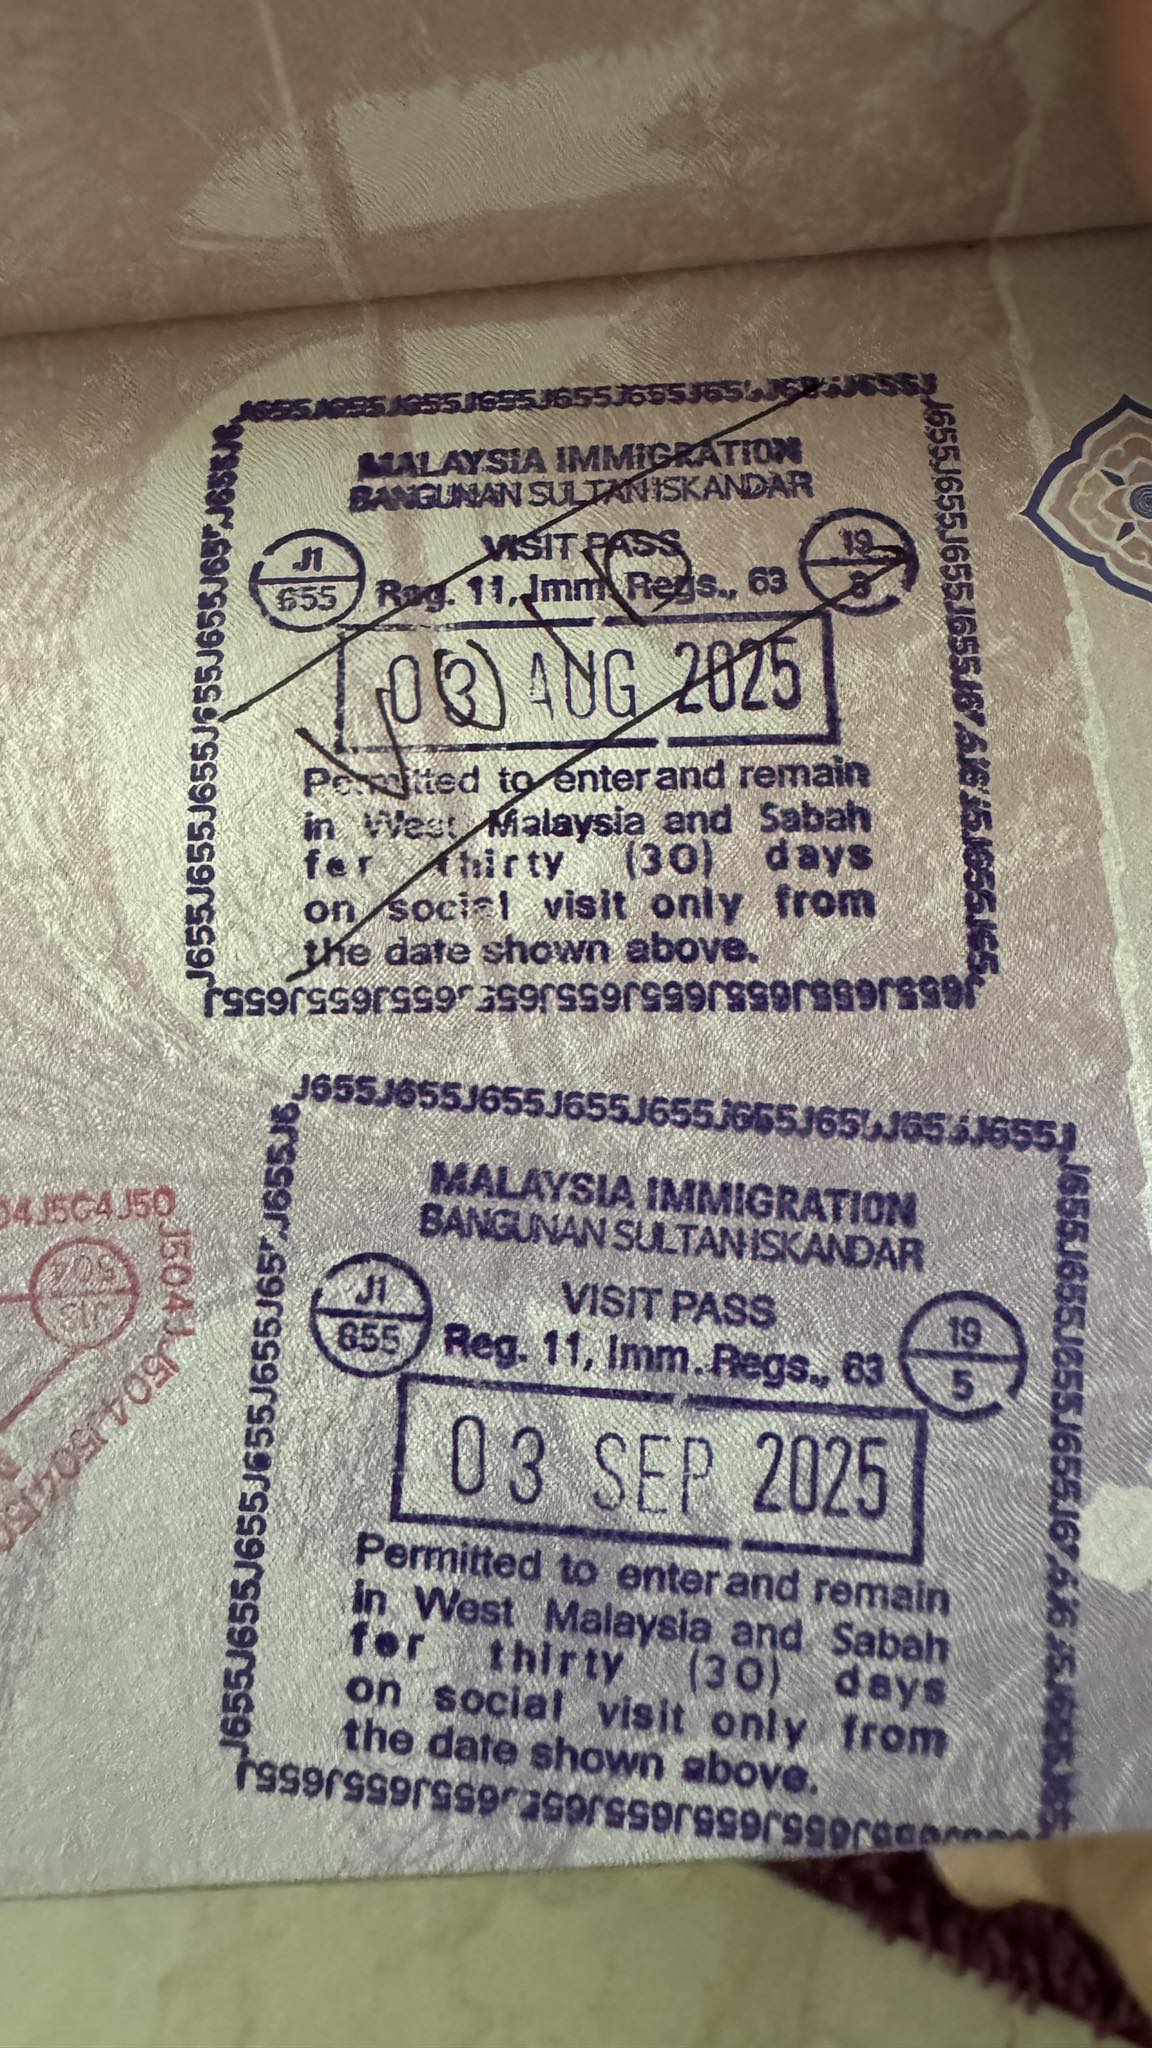 J655J655J655J655J655J655J655J655J
MALAYSIA IMMIGRATION
BANGUNAN SULTAN ISKANDAR
VISIT PASS
J1
655
Reg. 11, Imm. Regs., 63
19
03 AUG 2025
Permitted to enter and remain
in West Malaysia and Sabah
for thirty (30) days
on social visit only from
the date shown above.
J655J655J655J655J655J655J655J655J
J655J655J655J655J655J655J655J655J655J
MALAYSIA IMMIGRATION
BANGUNAN SULTAN ISKANDAR
VISIT PASS
J1
655
Reg. 11, Imm. Regs., 63
19
5
03 SEP 2025
Permitted to enter and remain
in West Malaysia and Sabah
for thirty (30) days
on social visit only from
the date shown above.
J504J504J50
504